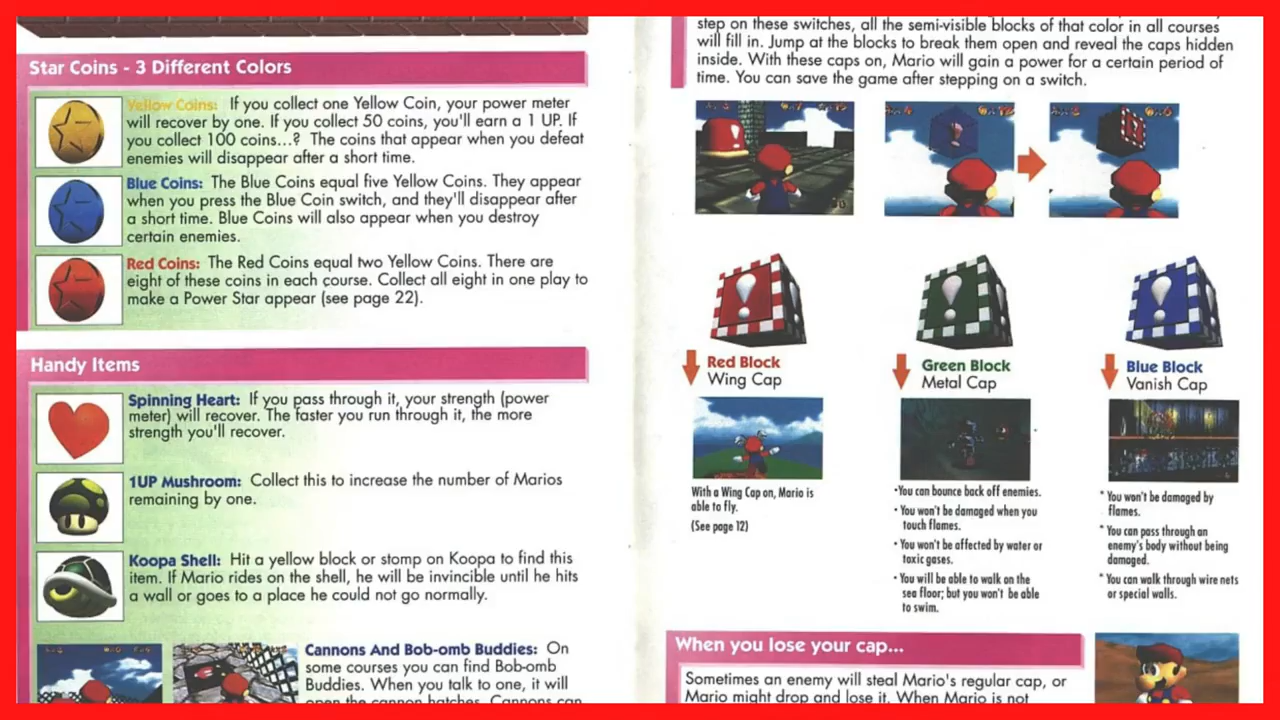 Star Coins - 3 Different Colors
Yellow Coins: If you collect one Yellow Coin, your power meter
will recover by one. If you collect 50 coins, you'll earn a 1 UP. If
you collect 100 coins...? The coins that appear when you defeat
enemies will disappear after a short time.
Blue Coins: The Blue Coins equal five Yellow Coins. They appear
when you press the Blue Coin switch, and they'll disappear after
a short time. Blue Coins will also appear when you destroy
certain enemies.
Red Coins: The Red Coins equal two Yellow Coins. There are
eight of these coins in each course. Collect all eight in one play to
make a Power Star appear (see page 22).
Handy Items
Spinning Heart: If you pass through it, your strength (power
meter) will recover. The faster you run through it, the more
strength you'll recover.
1UP Mushroom: Collect this to increase the number of Marios
remaining by one.
Koopa Shell: Hit a yellow block or stomp on Koopa to find this
item. If Mario rides on the shell, he will be invincible until he hits
a wall or goes to a place he could not go normally.
Cannons And Bob-omb Buddies: On
some courses you can find Bob-omb
Buddies. When you talk to one, it will
open the cannon hatches. Cannons can
step on these switches, all the semi-visible blocks of that color in all courses
will fill in. Jump at the blocks to break them open and reveal the caps hidden
inside. With these caps on, Mario will gain a power for a certain period of
time. You can save the game after stepping on a switch.
Red Block
Wing Cap
With a Wing Cap on, Mario is
able to fly.
(See page 12)
Green Block
Metal Cap
•You can bounce back off enemies.
• You won't be damaged when you
touch flames.
• You won't be affected by water or
toxic gases.
• You will be able to walk on the
sea floor; but you won't be able
to swim.
Blue Block
Vanish Cap
* You won't be damaged by
flames.
* You can pass through an
enemy's body without being
damaged.
* You can walk through wire nets
or special walls.
When you lose your cap...
Sometimes an enemy will steal Mario's regular cap, or
Mario might drop and lose it. When Mario is not